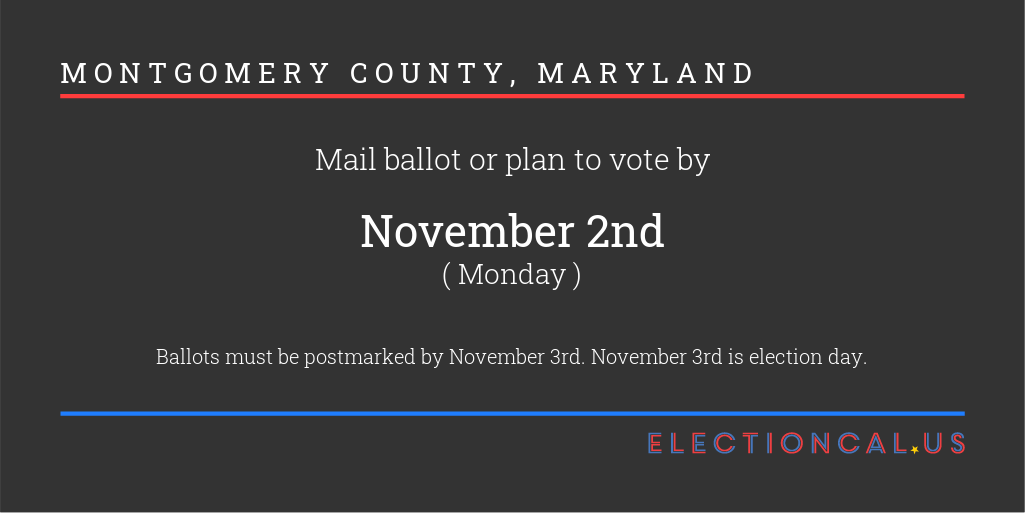 MONTGOMERY COUNTY, MARYLAND
Mail ballot or plan to vote by
November 2nd
( Monday )
Ballots must be postmarked by November 3rd. November 3rd is election day.
ELECTIONCAL.US